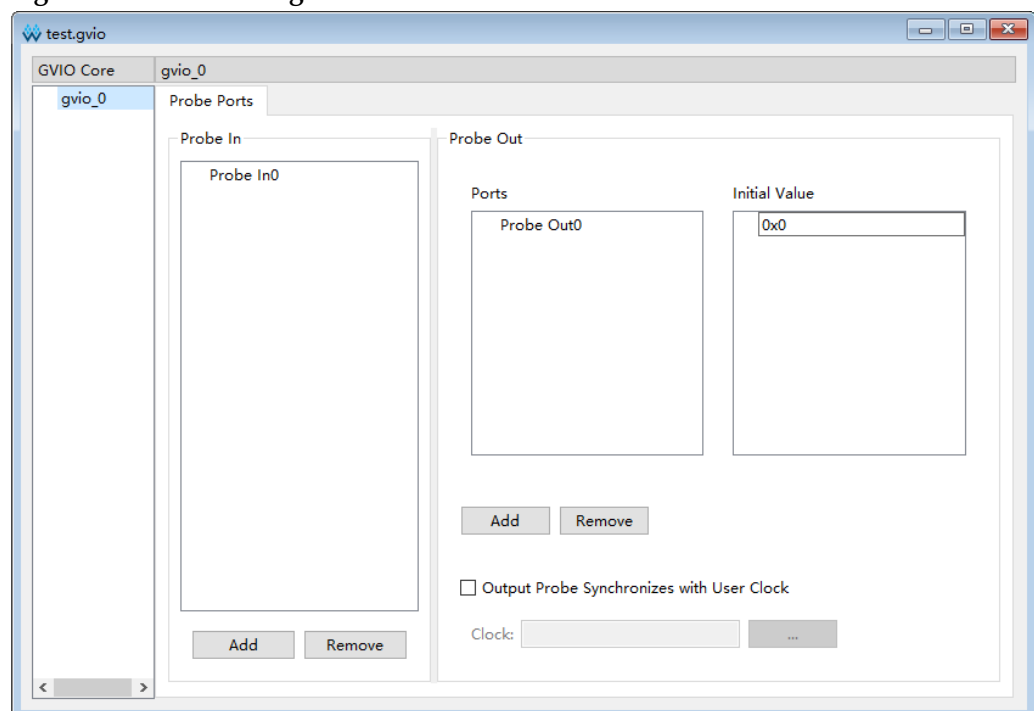 test.gvio
GVIO Core
gvio_0
gvio_0
Probe Ports
Probe In
Probe In0
Add
Remove
Probe Out
Ports
Initial Value
Probe Out0
0x0
Add
Remove
Output Probe Synchronizes with User Clock
Clock:
...